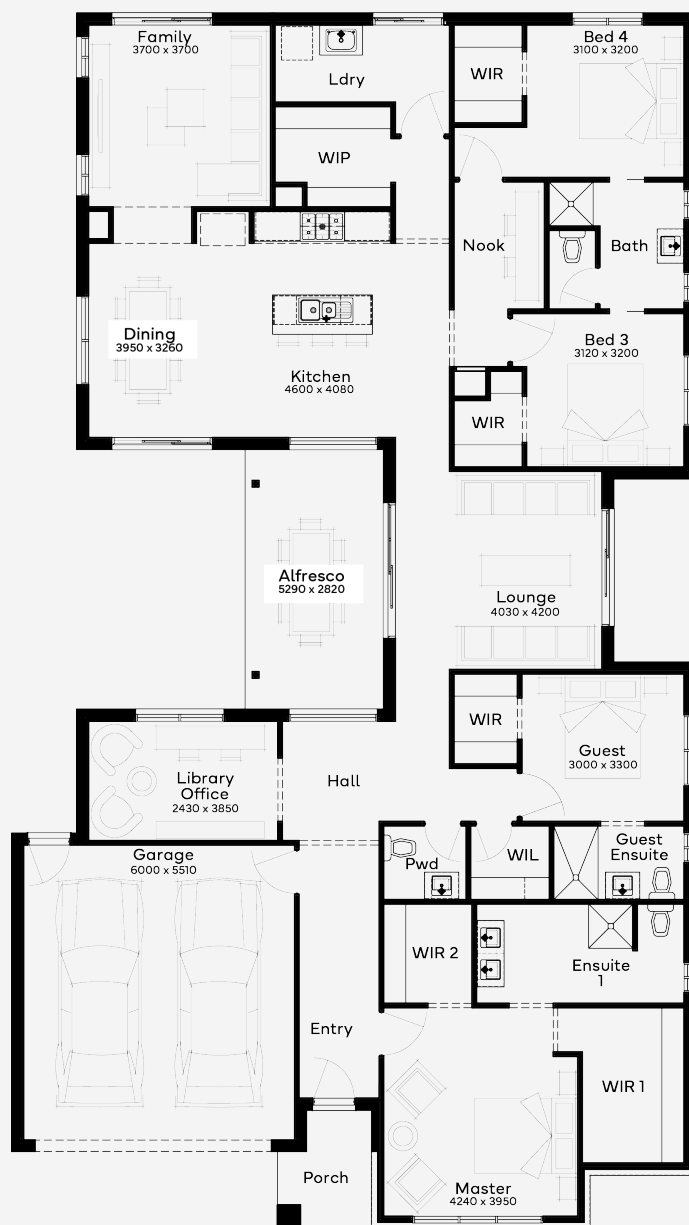 Family
3700 x 3700
Ldry
WIR
Bed 4
3100 x 3200
WIP
Nook
Bath
Dining
3950 x 3260
Kitchen
4600 x 4080
Bed 3
3120 x 3200
WIR
Alfresco
5290 x 2820
Lounge
4030 x 4200
WIR
Guest
3000 x 3300
Library
Office
2430 x 3850
Hall
Garage
6000 x 5510
Pwd
WIL
Guest
Ensuite
WIR 2
Ensuite
1
Entry
WIR 1
Porch
Master
4240 x 3950